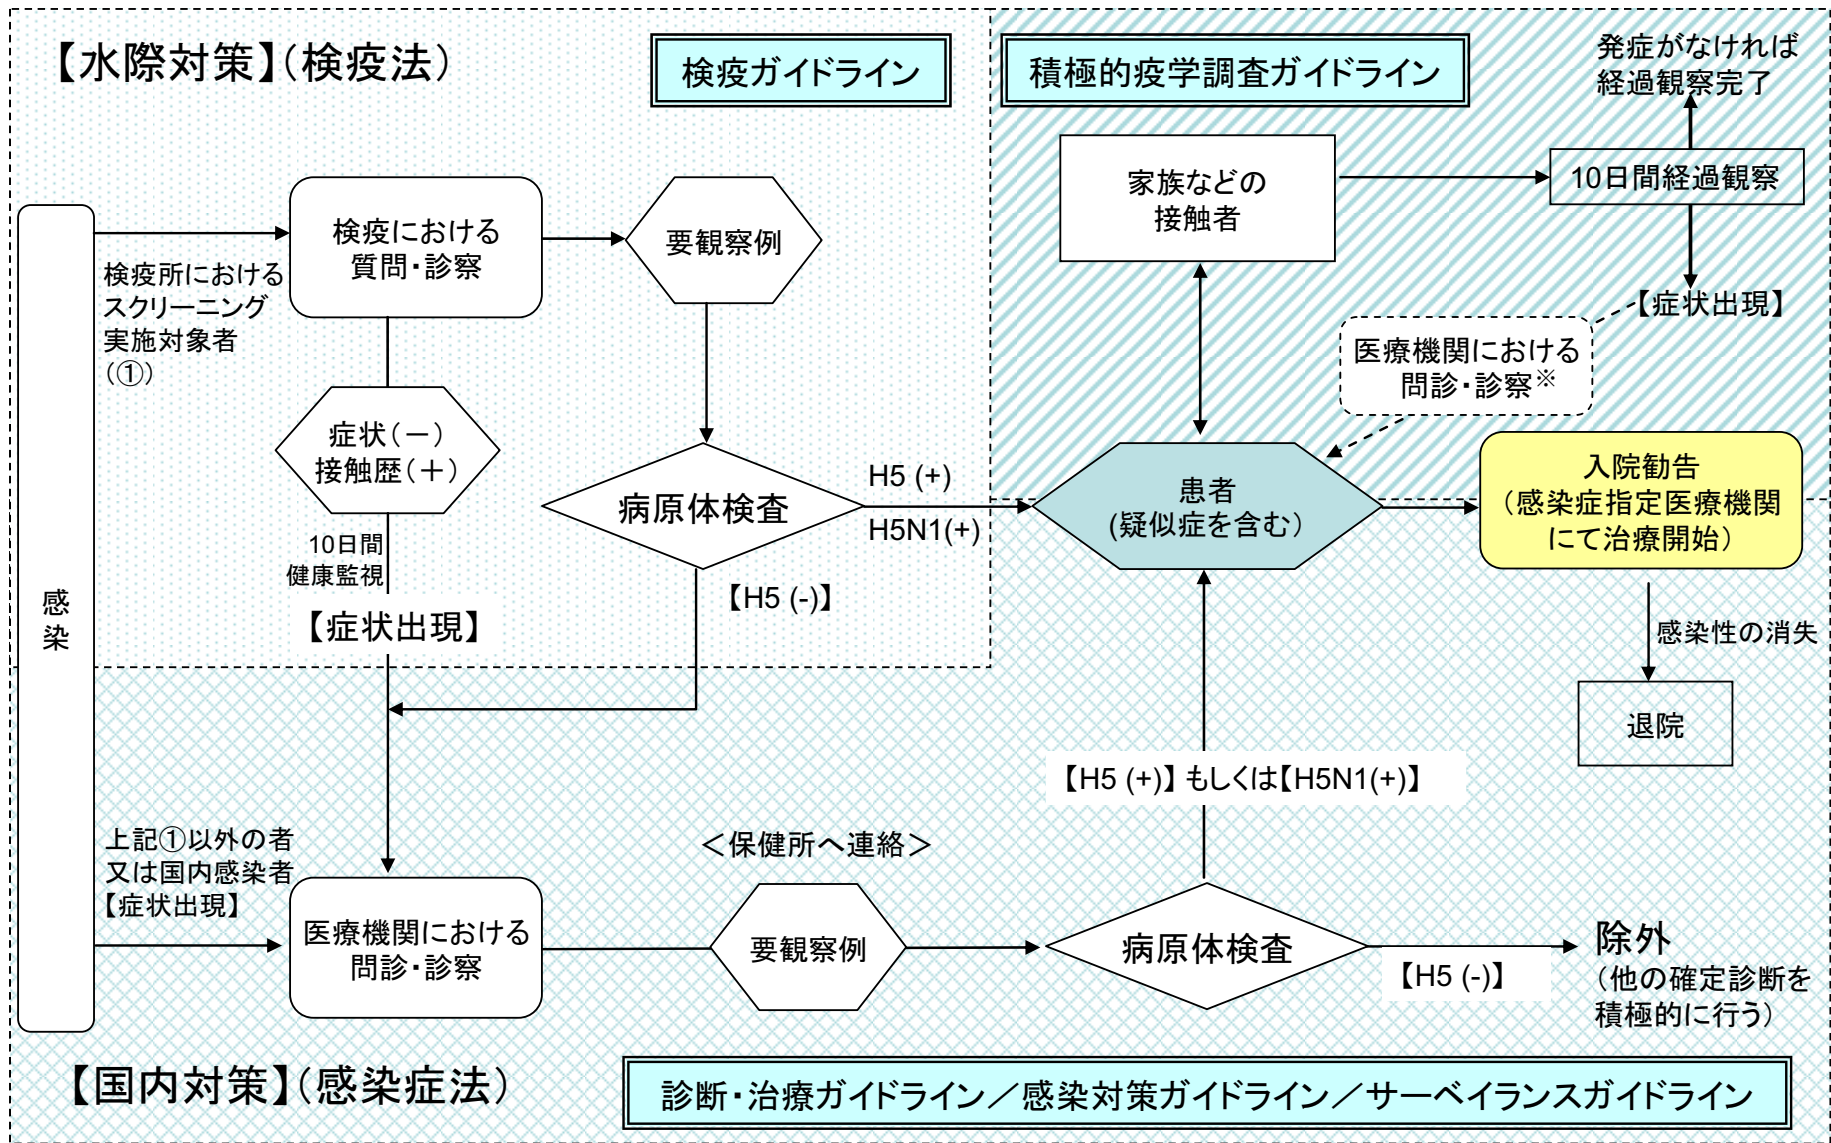 【水際対策】(検疫法)
検疫ガイドライン
積極的疫学調査ガイドライン
発症がなければ
経過観察完了
家族などの
接触者
10日間経過観察
【症状出現】
医療機関における
問診・診察※
検疫における
質問・診察
要観察例
検疫所における
スクリーニング
実施対象者
(①)
症状(-)
接触歴(+)
病原体検査
H5 (+)
H5N1(+)
患者
(疑似症を含む)
入院勧告
(感染症指定医療機関
にて治療開始)
10日間
健康監視
【H5 (-)】
【症状出現】
感
染
感染性の消失
退院
【H5 (+)】 もしくは【H5N1(+)】
上記①以外の者
又は国内感染者
【症状出現】
<保健所へ連絡>
医療機関における
問診・診察
要観察例
病原体検査
【H5 (-)】
除外
(他の確定診断を
積極的に行う)
【国内対策】(感染症法)
診断・治療ガイドライン/感染対策ガイドライン/サーベイランスガイドライン